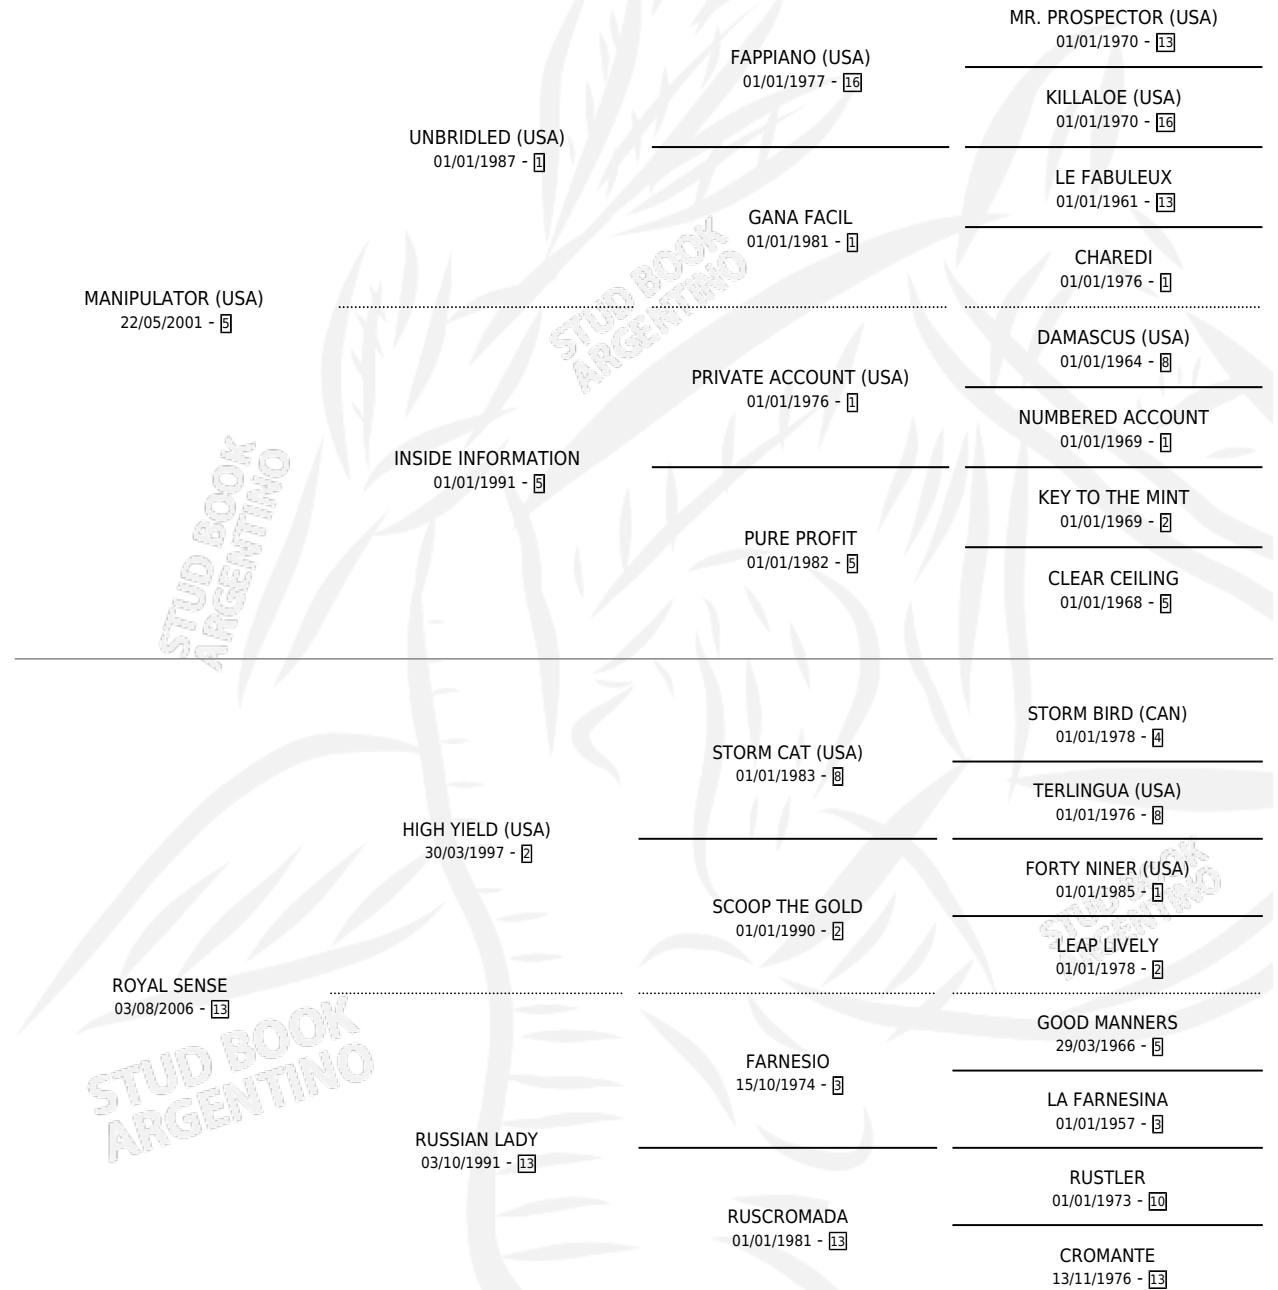 MR. PROSPECTOR (USA)
01/01/1970 - 13
FAPPIANO (USA)
01/01/1977 - 16
KILLALOE (USA)
01/01/1970 - 16
UNBRIDLED (USA)
01/01/1987 - 1
LE FABULEUX
01/01/1961 - 13
GANA FACIL
01/01/1981 - 1
CHAREDI
01/01/1976 - 1
MANIPULATOR (USA)
22/05/2001 - 5
DAMASCUS (USA)
01/01/1964 - 8
PRIVATE ACCOUNT (USA)
01/01/1976 - 1
NUMBERED ACCOUNT
01/01/1969 - 1
INSIDE INFORMATION
01/01/1991 - 5
KEY TO THE MINT
01/01/1969 - 2
PURE PROFIT
01/01/1982 - 5
CLEAR CEILING
01/01/1968 - 5
STORM BIRD (CAN)
01/01/1978 - 4
STORM CAT (USA)
01/01/1983 - 8
TERLINGUA (USA)
01/01/1976 - 8
HIGH YIELD (USA)
30/03/1997 - 2
FORTY NINER (USA)
01/01/1985 - 1
SCOOP THE GOLD
01/01/1990 - 2
LEAP LIVELY
01/01/1978 - 2
ROYAL SENSE
03/08/2006 - 13
GOOD MANNERS
29/03/1966 - 5
FARNESIO
15/10/1974 - 3
LA FARNESINA
01/01/1957 - 3
RUSSIAN LADY
03/10/1991 - 13
RUSTLER
01/01/1973 - 10
RUSCROMADA
01/01/1981 - 13
CROMANTE
13/11/1976 - 13
STUD BOOK
ARGENTINO
STUD BOOK
ARGENTINO
STUD BOOK
ARGENTINO
STUD BOOK
ARGENTINO